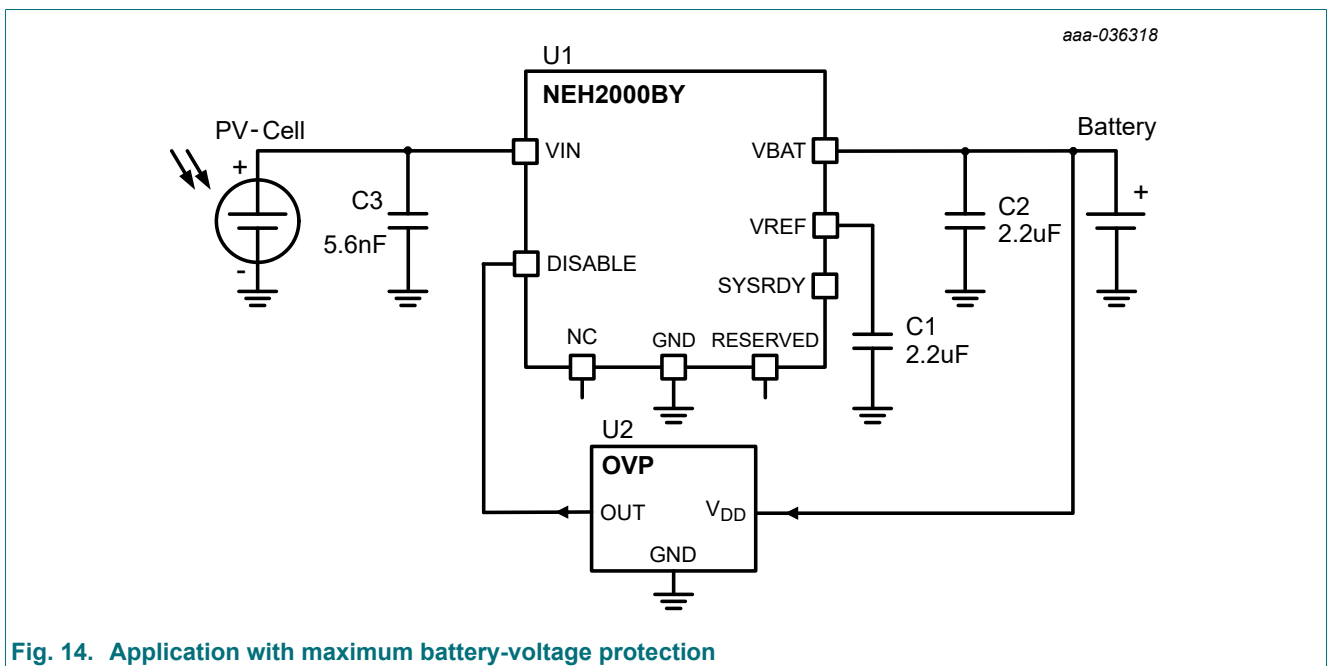 aaa-036318
U1
NEH2000BY
PV-Cell
Battery
+
VIN
VBAT
+
C3
5.6nF
C2
2.2uF
VREF
-
DISABLE
SYSRDY
C1
2.2uF
NC
GND
RESERVED
U2
OVP
OUT
VDD
GND
Fig. 14. Application with maximum battery-voltage protection